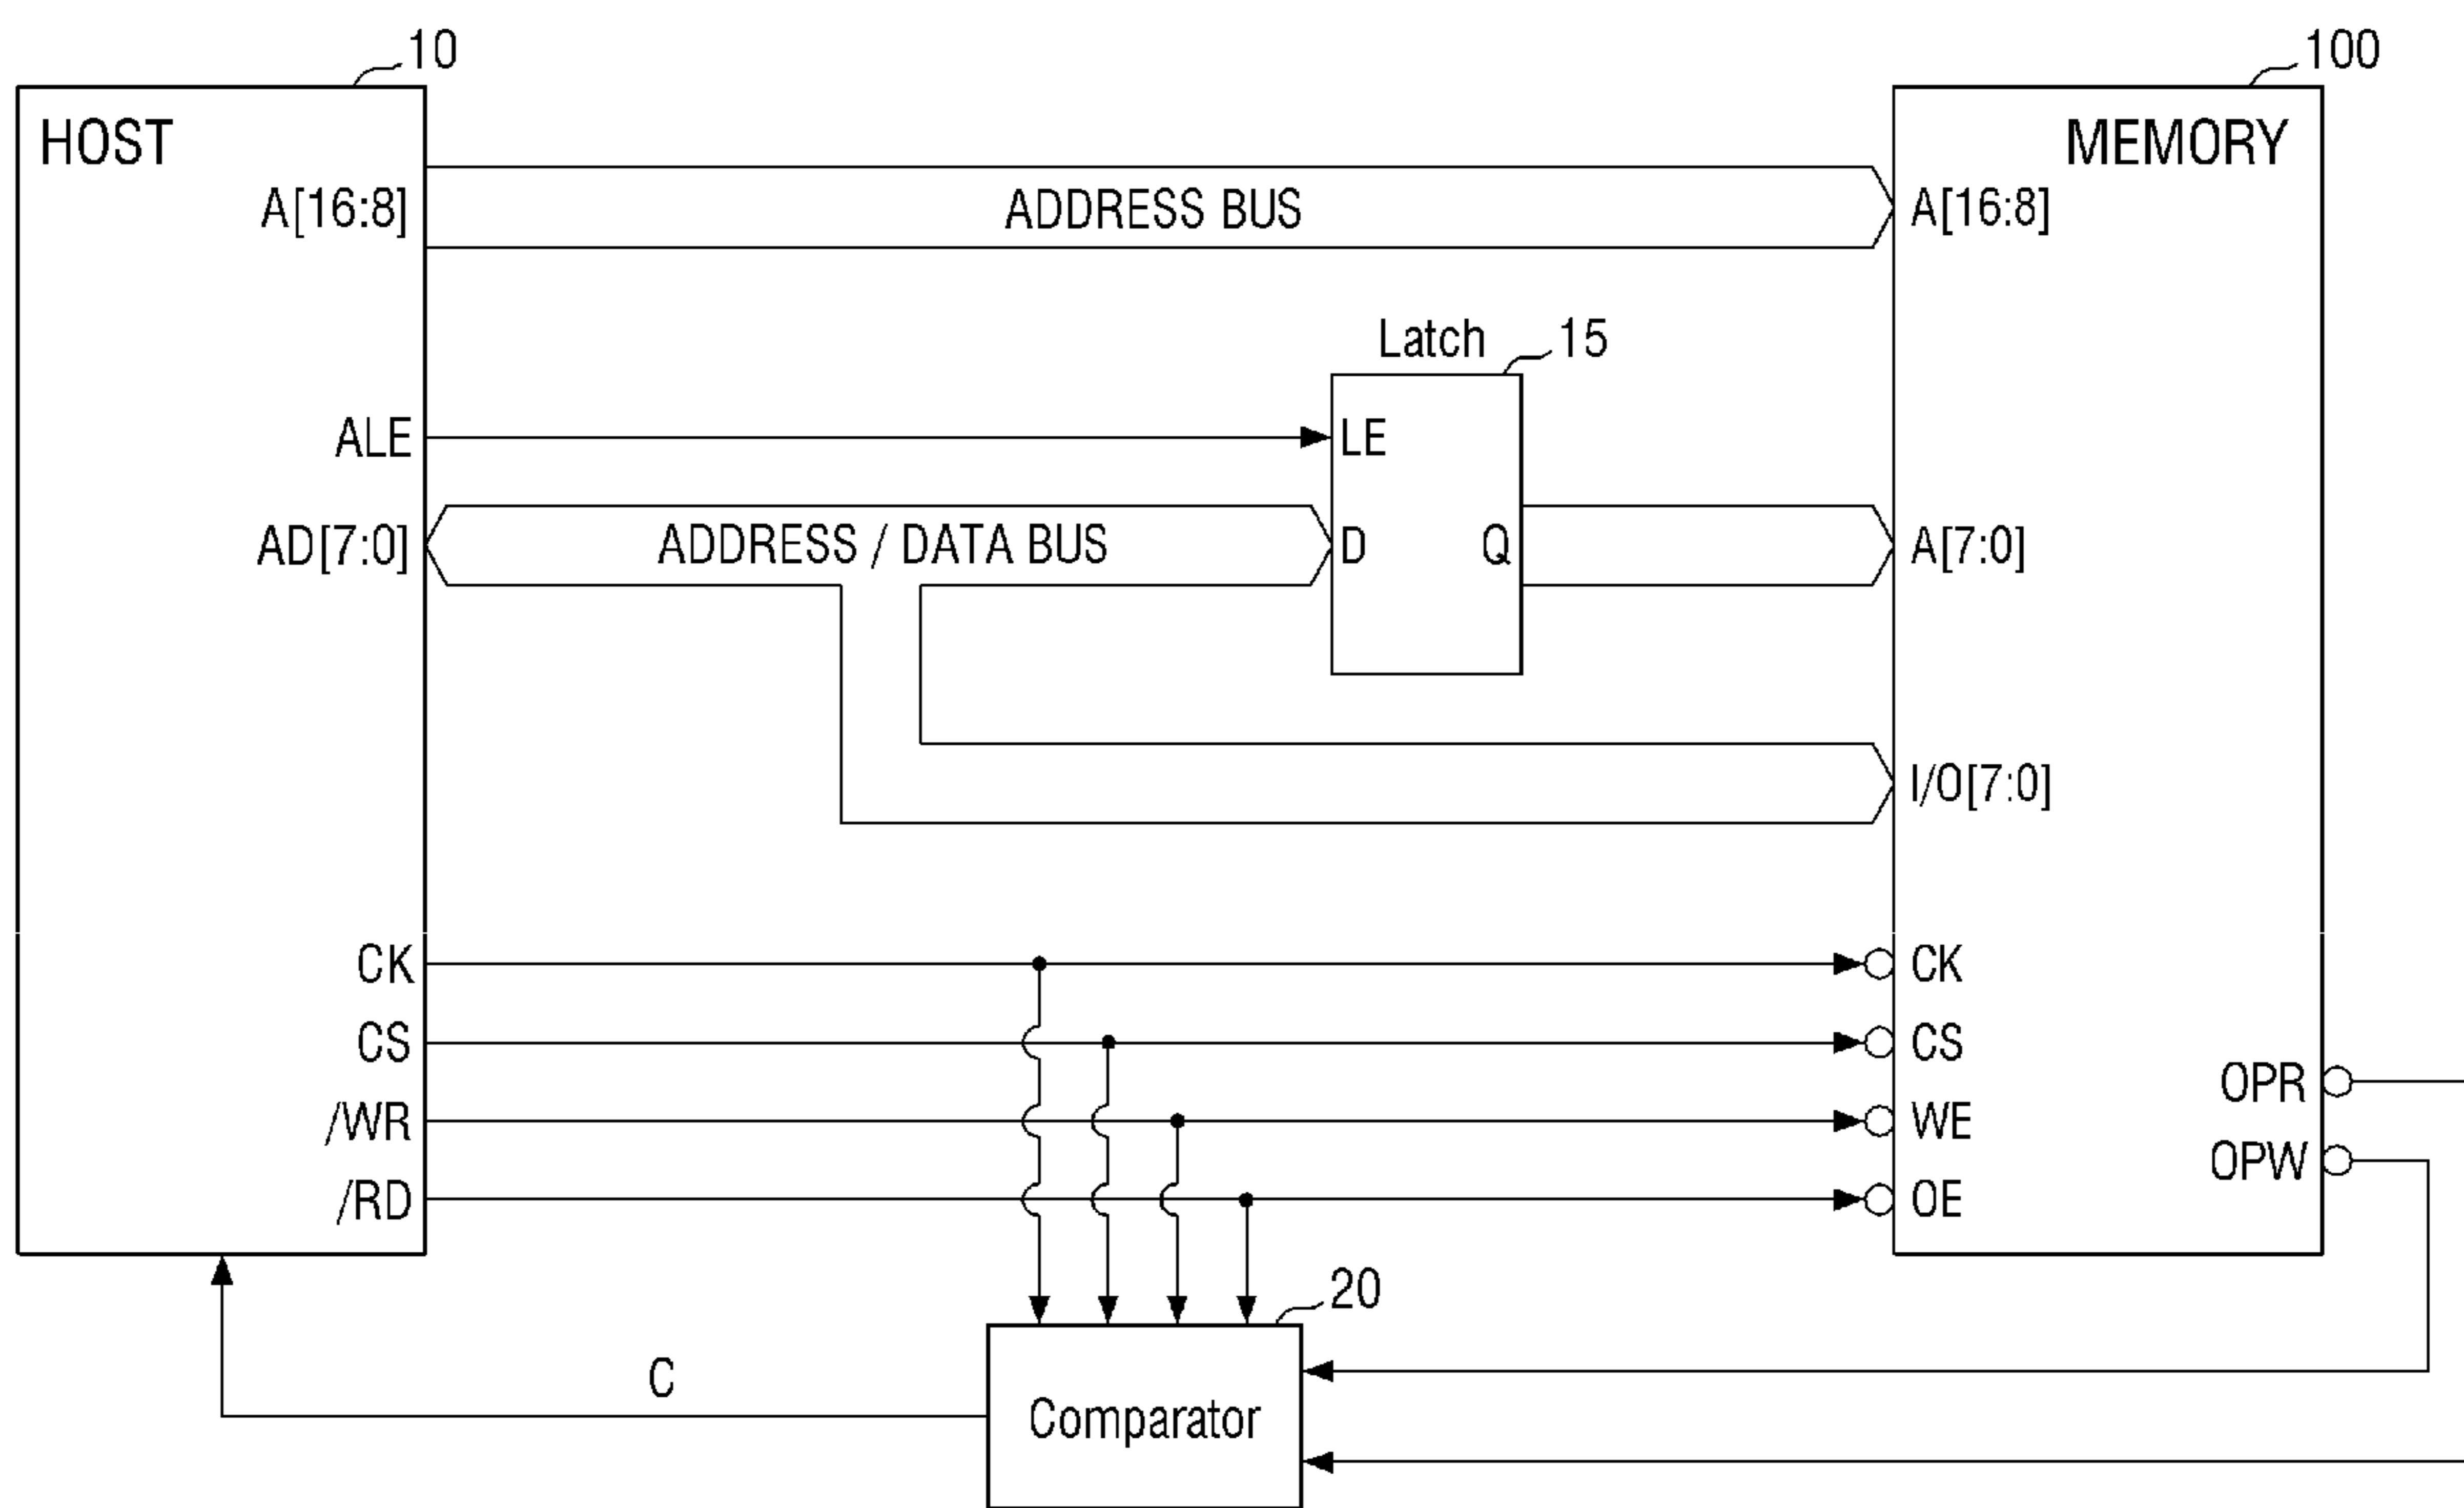 10
100
HOST
MEMORY
A[16:8]
ADDRESS BUS
A[16:8]
Latch
15
ALE
LE
AD[7:0]
ADDRESS / DATA BUS
D
Q
A[7:0]
I/O[7:0]
CK
CK
CS
CS
OPR
/WR
WE
OPW
/RD
OE
20
C
Comparator